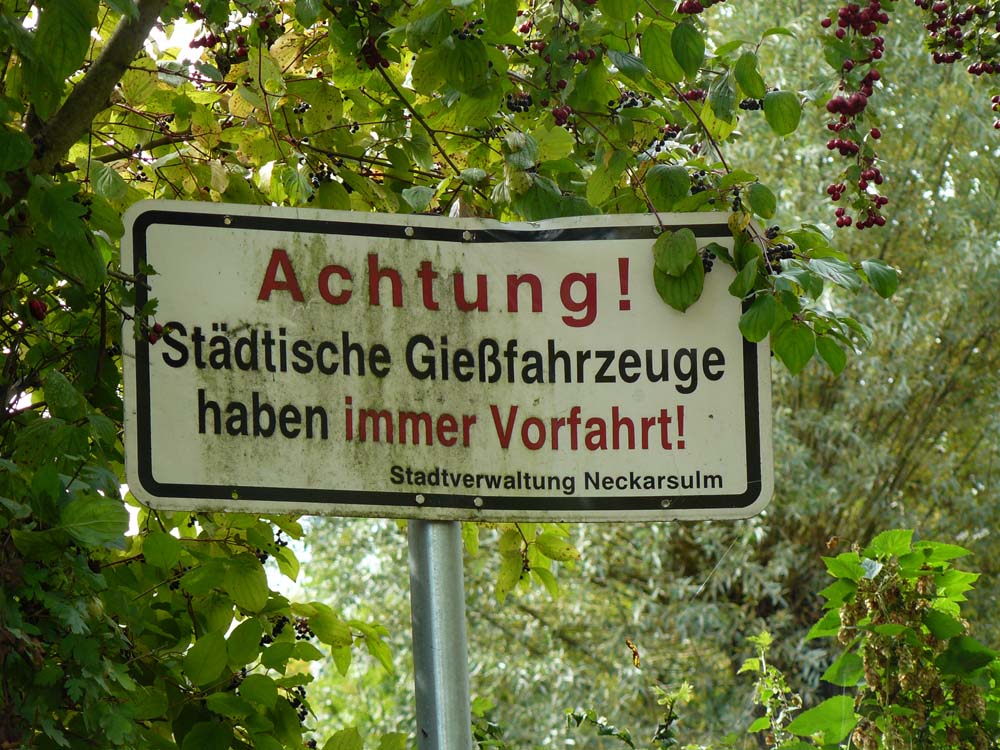 Achtung!
Städtische Gießfahrzeuge
haben immer Vorfahrt!
Stadtverwaltung Neckarsulm